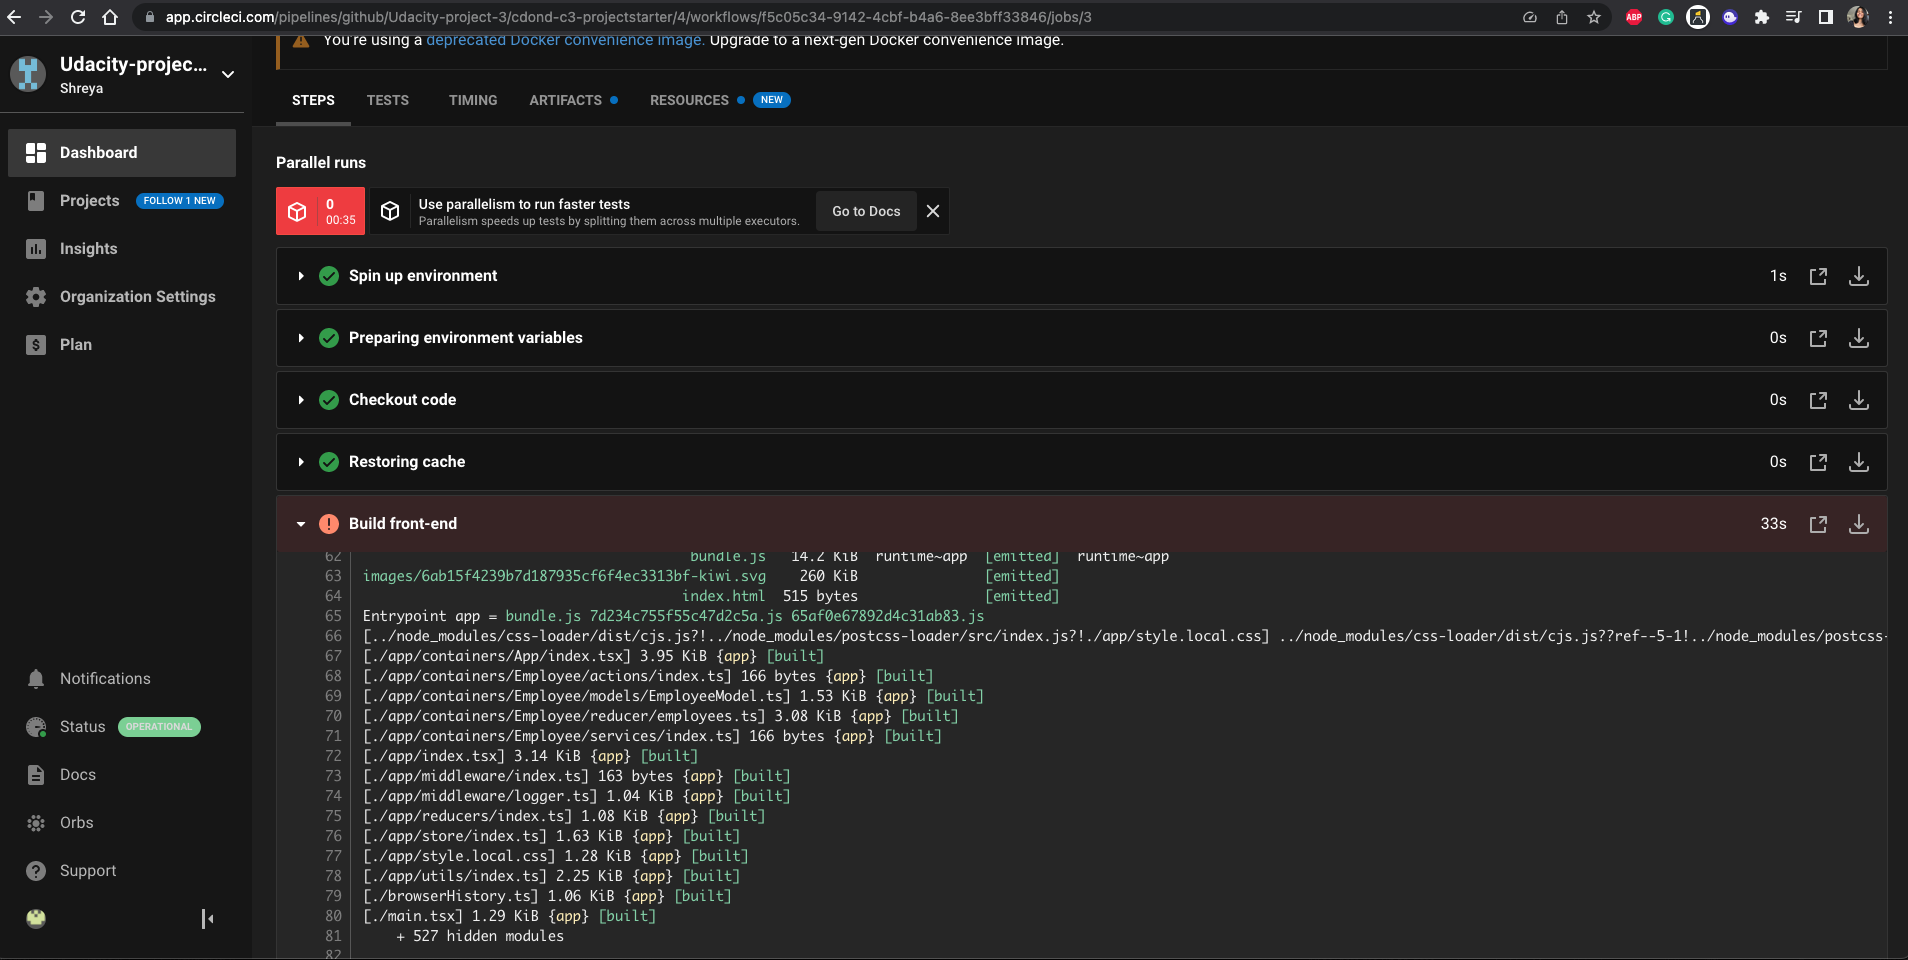 app.circleci.com/pipelines/github/Udacity-project-3/cdond-c3-projectstarter/4/workflows/f5c05c34-9142-4cbf-b4a6-8ee3bff33846/jobs/3
ABP
You're using a deprecated Docker convenience image. Upgrade to a next-gen Docker convenience image.
Udacity-projec...
Shreya
STEPS
TESTS
TIMING
ARTIFACTS
RESOURCES
NEW
Dashboard
Projects
FOLLOW 1 NEW
Insights
Organization Settings
Plan
Notifications
Status
OPERATIONAL
Docs
Orbs
Support
Parallel runs
0
00:35
Use parallelism to run faster tests
Parallelism speeds up tests by splitting them across multiple executors.
Go to Docs
Spin up environment 1s
Preparing environment variables 0s
Checkout code 0s
Restoring cache 0s
Build front-end 33s
62 bundle.js 14.2 KiB runtime~app [emitted] runtime~app
63 images/6ab15f4239b7d187935cf6f4ec3313bf-kiwi.svg 260 KiB [emitted]
64 index.html 515 bytes [emitted]
65 Entrypoint app = bundle.js 7d234c755f55c47d2c5a.js 65af0e67892d4c31ab83.js
66 [../node_modules/css-loader/dist/cjs.js?!../node_modules/postcss-loader/src/index.js?!./app/style.local.css] ../node_modules/css-loader/dist/cjs.js??ref--5-1!../node_modules/postcss-
67 [./app/containers/App/index.tsx] 3.95 KiB {app} [built]
68 [./app/containers/Employee/actions/index.ts] 166 bytes {app} [built]
69 [./app/containers/Employee/models/EmployeeModel.ts] 1.53 KiB {app} [built]
70 [./app/containers/Employee/reducer/employees.ts] 3.08 KiB {app} [built]
71 [./app/containers/Employee/services/index.ts] 166 bytes {app} [built]
72 [./app/index.tsx] 3.14 KiB {app} [built]
73 [./app/middleware/index.ts] 163 bytes {app} [built]
74 [./app/middleware/logger.ts] 1.04 KiB {app} [built]
75 [./app/reducers/index.ts] 1.08 KiB {app} [built]
76 [./app/store/index.ts] 1.63 KiB {app} [built]
77 [./app/style.local.css] 1.28 KiB {app} [built]
78 [./app/utils/index.ts] 2.25 KiB {app} [built]
79 [./browserHistory.ts] 1.06 KiB {app} [built]
80 [./main.tsx] 1.29 KiB {app} [built]
81 + 527 hidden modules
82